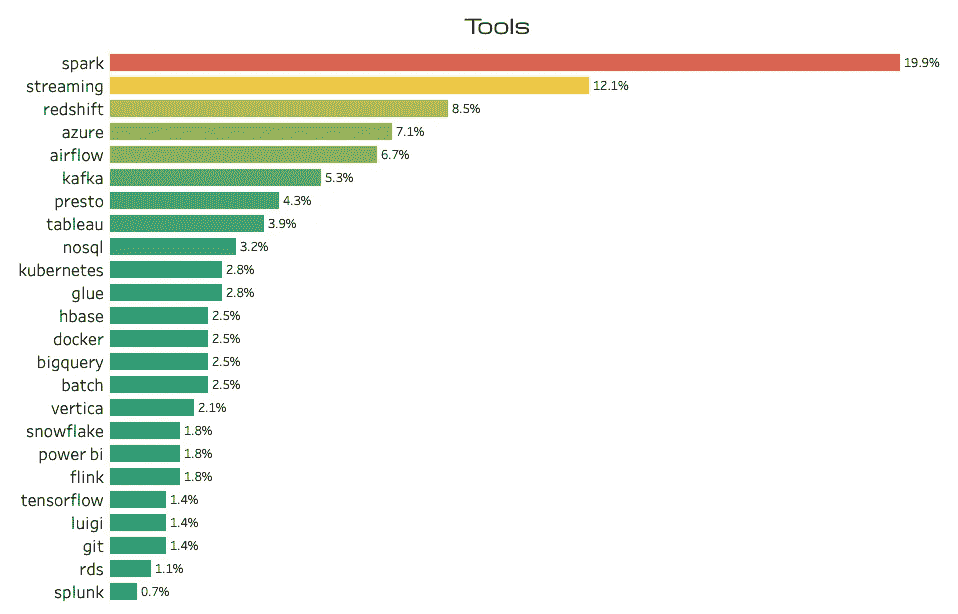 Tools
spark 19.9%
streaming 12.1%
redshift 8.5%
azure 7.1%
airflow 6.7%
kafka 5.3%
presto 4.3%
tableau 3.9%
nosql 3.2%
kubernetes 2.8%
glue 2.8%
hbase 2.5%
docker 2.5%
bigquery 2.5%
batch 2.5%
vertica 2.1%
snowflake 1.8%
power bi 1.8%
flink 1.8%
tensorflow 1.4%
luigi 1.4%
git 1.4%
rds 1.1%
splunk 0.7%